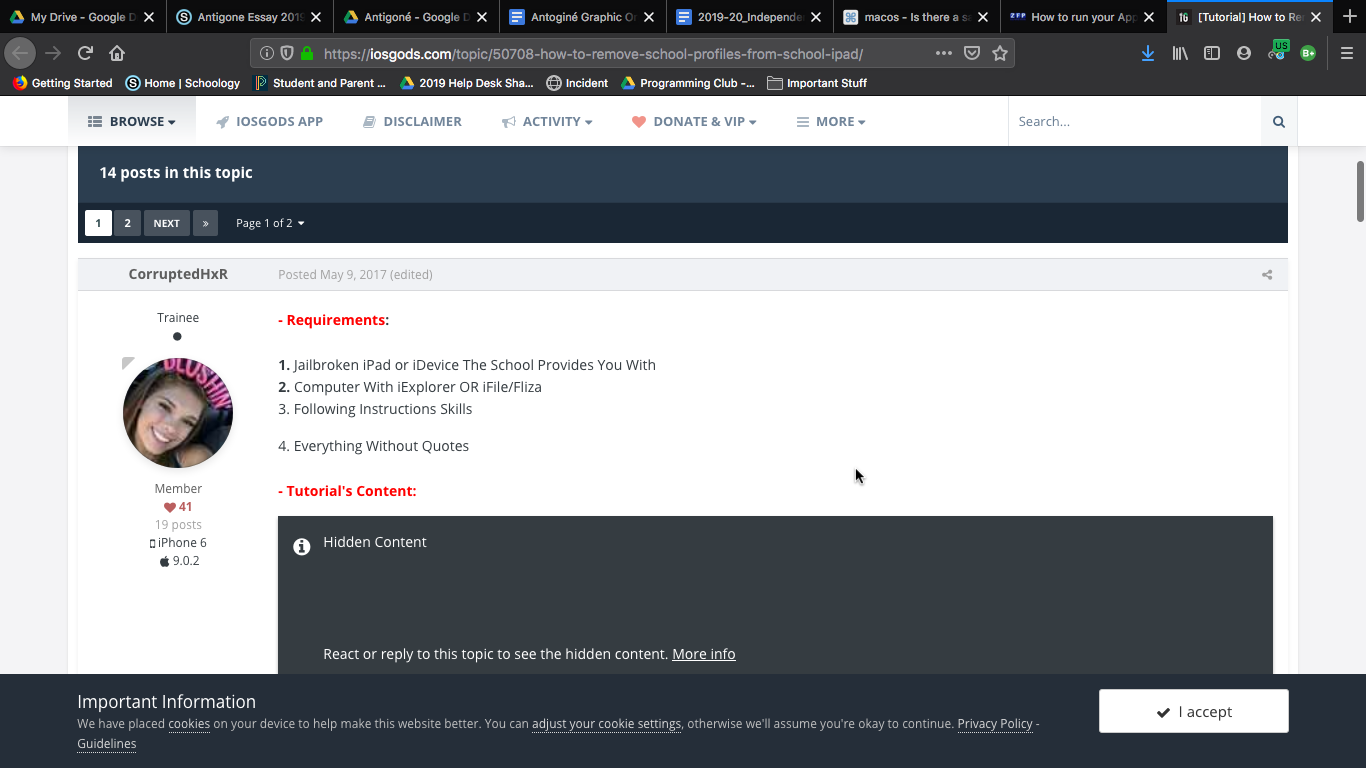 My Drive - Google D
Antigone Essay 2019
Antigoné - Google D
Antoginé Graphic O
2019-20_Independe
macos - Is there a s
How to run your App
[Tutorial] How to Re
https://iosgods.com/topic/50708-how-to-remove-school-profiles-from-school-ipad/
US
B+
Getting Started
Home | Schoology
Student and Parent ...
2019 Help Desk Sha...
Incident
Programming Club -...
Important Stuff
BROWSE
IOSGODS APP
DISCLAIMER
ACTIVITY
DONATE & VIP
MORE
Search...
14 posts in this topic
1 2 NEXT » Page 1 of 2
CorruptedHxR
Posted May 9, 2017 (edited)
Trainee
- Requirements:
1. Jailbroken iPad or iDevice The School Provides You With
2. Computer With iExplorer OR iFile/Fliza
3. Following Instructions Skills
4. Everything Without Quotes
Member
41
19 posts
iPhone 6
9.0.2
- Tutorial's Content:
Hidden Content
React or reply to this topic to see the hidden content. More info
Important Information
We have placed cookies on your device to help make this website better. You can adjust your cookie settings, otherwise we'll assume you're okay to continue. Privacy Policy -
Guidelines
I accept